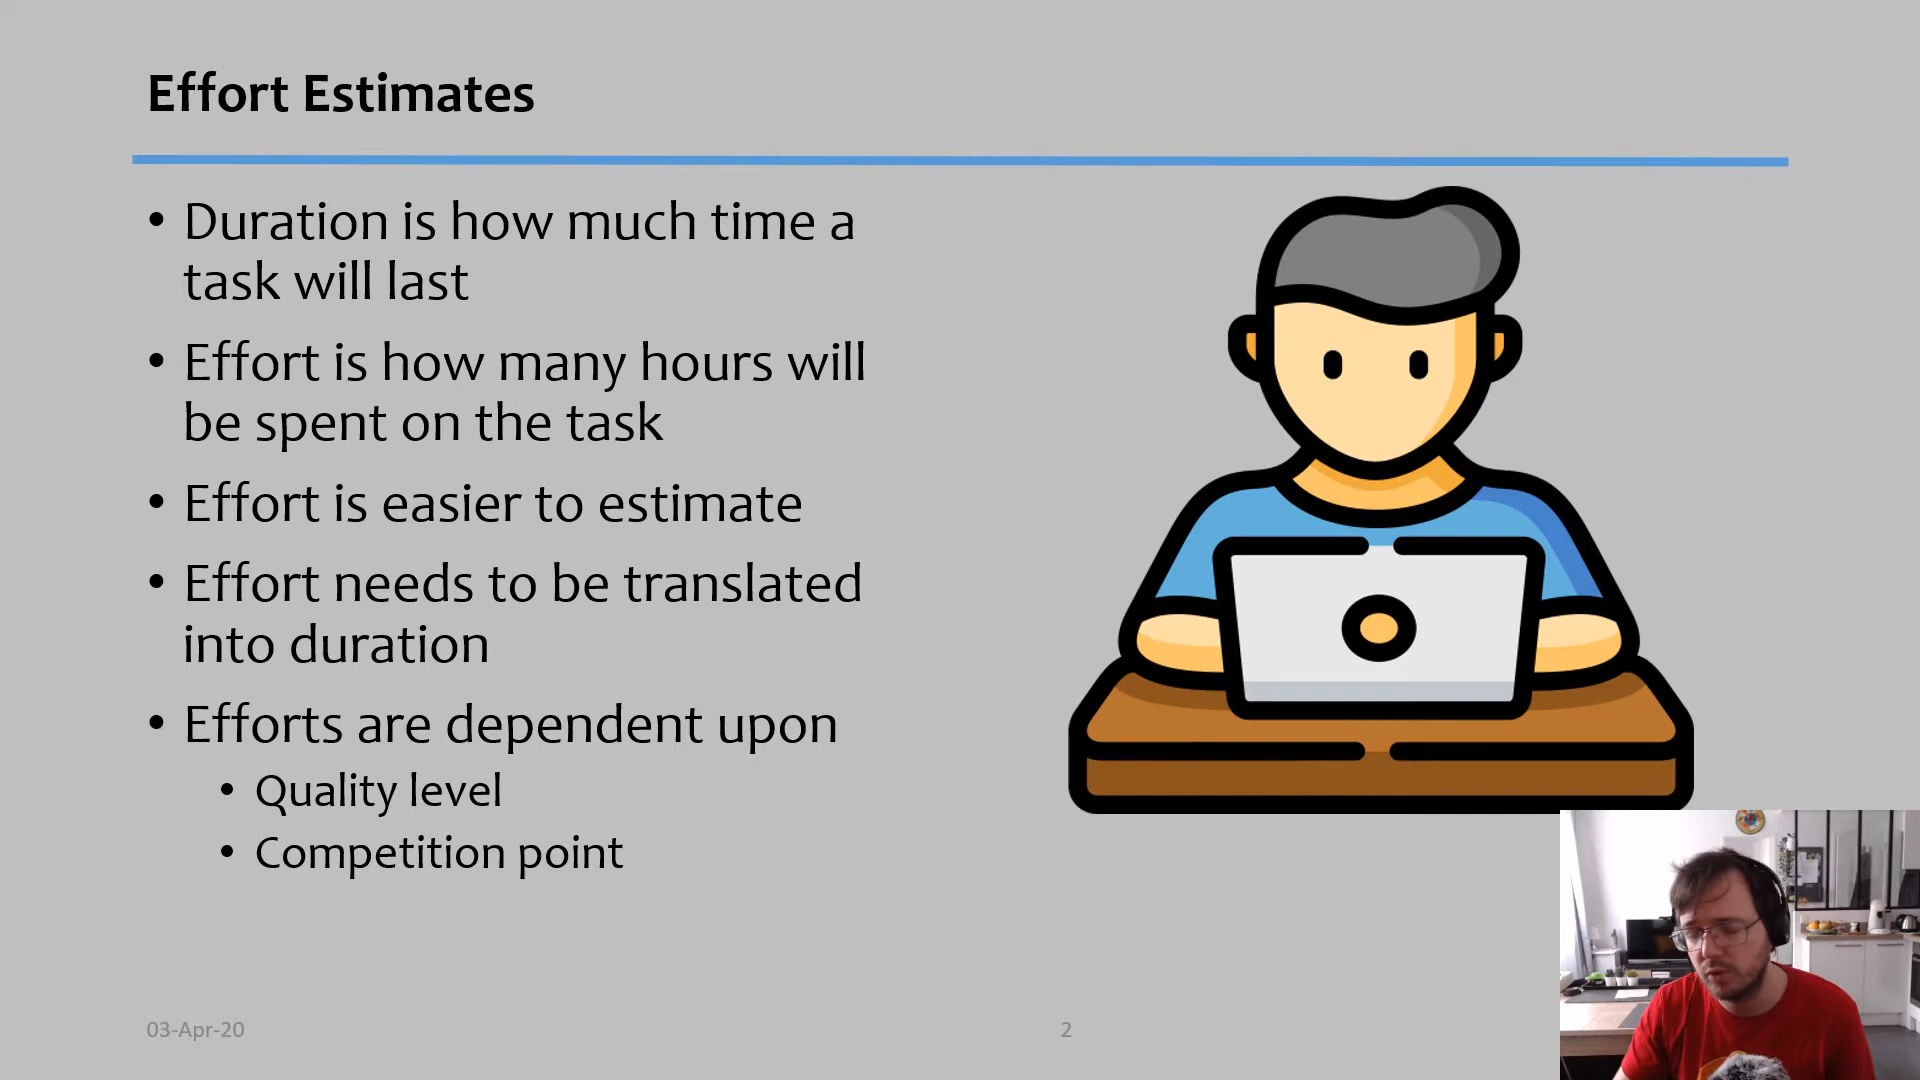 Effort Estimates
• Duration is how much time a
task will last
• Effort is how many hours will
be spent on the task
• Effort is easier to estimate
• Effort needs to be translated
into duration
• Efforts are dependent upon
• Quality level
• Competition point
03-Apr-20
2